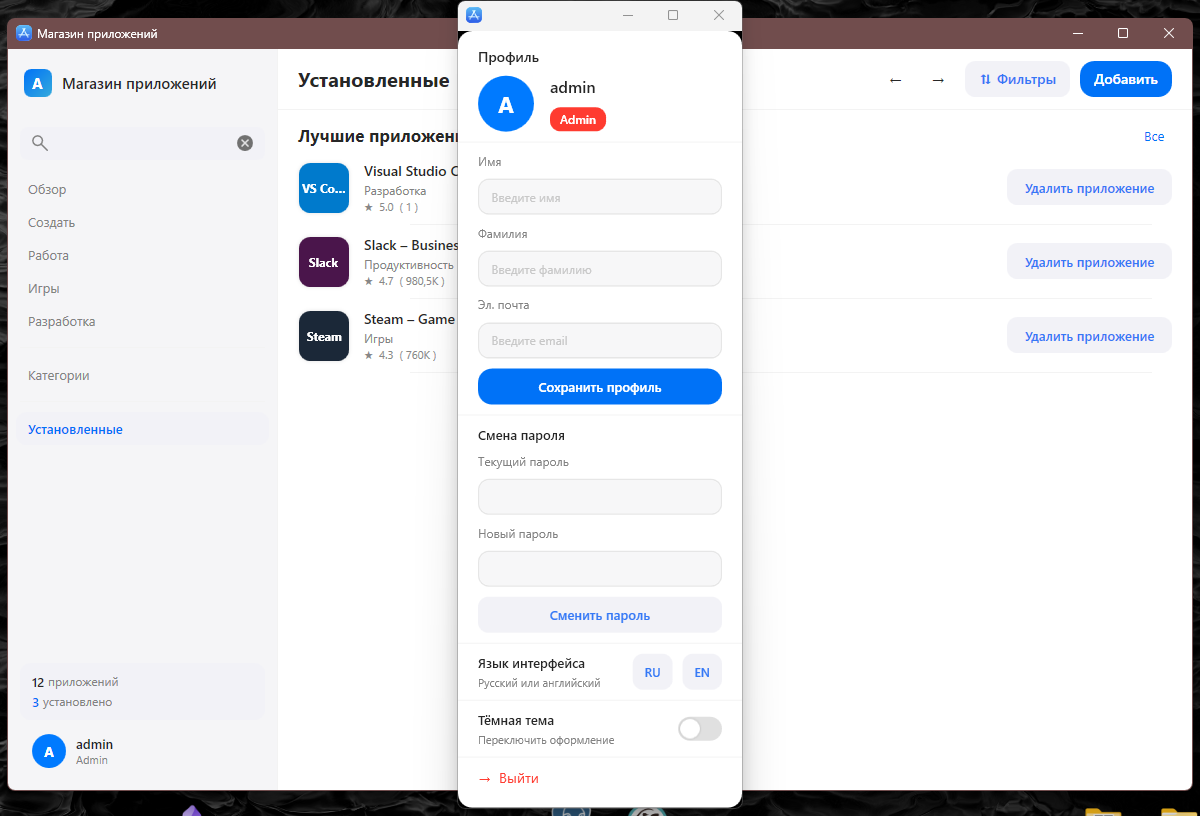 Магазин приложений
A Магазин приложений
Обзор
Создать
Работа
Игры
Разработка
Категории
Установленные
12 приложений
3 установлено
A
admin
Admin
Установленные
← → Фильтры Добавить
Лучшие приложен
Все
VS Co...
Visual Studio C
Разработка
★ 5.0 ( 1 )
Удалить приложение
Slack
Slack – Busines
Продуктивность
★ 4.7 ( 980,5K )
Удалить приложение
Steam
Steam – Game
Игры
★ 4.3 ( 760K )
Удалить приложение
Профиль
A
admin
Admin
Имя
Введите имя
Фамилия
Введите фамилию
Эл. почта
Введите email
Сохранить профиль
Смена пароля
Текущий пароль
Новый пароль
Сменить пароль
Язык интерфейса
Русский или английский
RU EN
Тёмная тема
Переключить оформление
→ Выйти